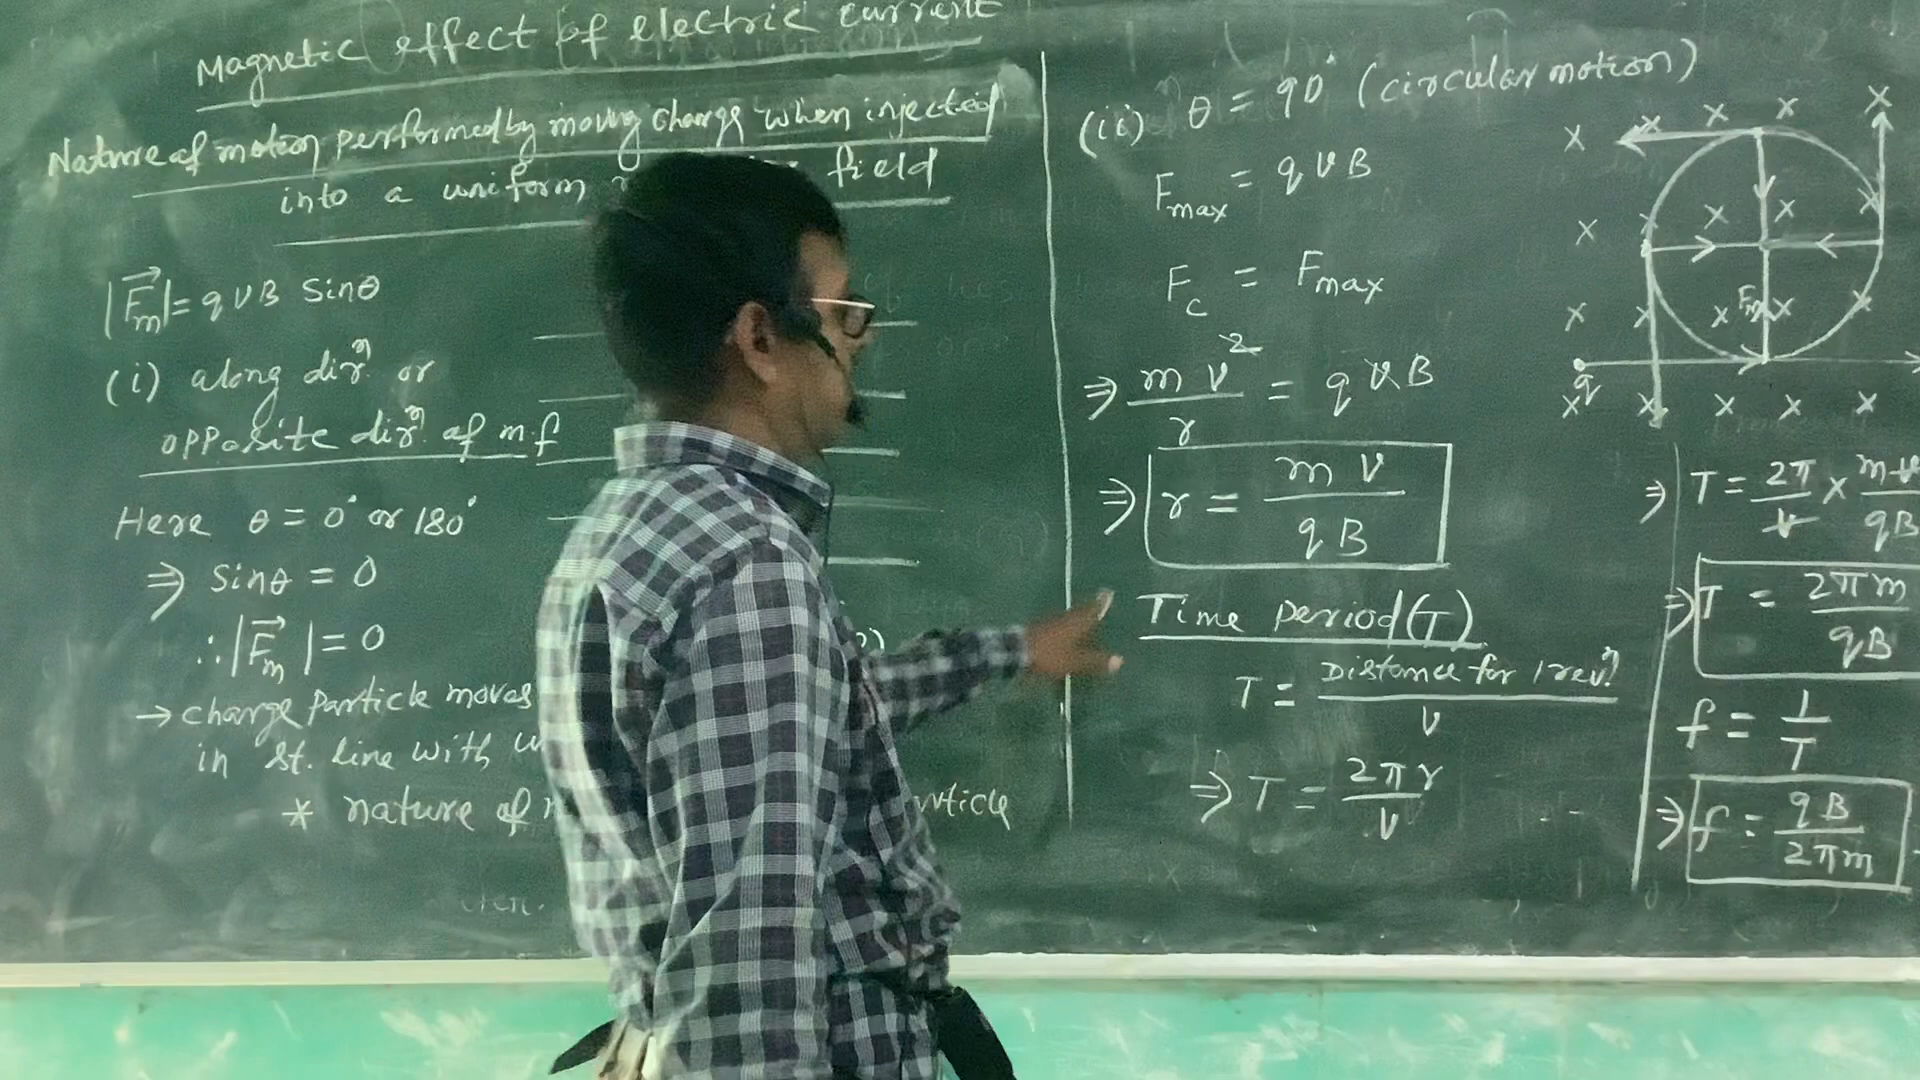 Magnetic effect of electric current
Nature of motion performed by moving charge when injected
into a uniform field
|F⃗m| = qVB Sinθ
(i) along dirⁿ or
opposite dirⁿ of m.f
Here θ = 0° or 180°
⇒ Sinθ = 0
∴ |F⃗m| = 0
→ charge particle moves
in st. line with
* nature of
(ii) θ = 90° (circular motion)
Fmax = qVB
Fc = Fmax
⇒ mV²/r = qVB
⇒ r = mV/qB
Time period (T)
T = Distance for 1 revⁿ/V
⇒ T = 2πr/V
x x x x x
x x x x x
x x x Fm x x
q
x x x x x
⇒ T = 2π/V × mV/qB
⇒ T = 2πm/qB
f = 1/T
⇒ f = qB/2πm